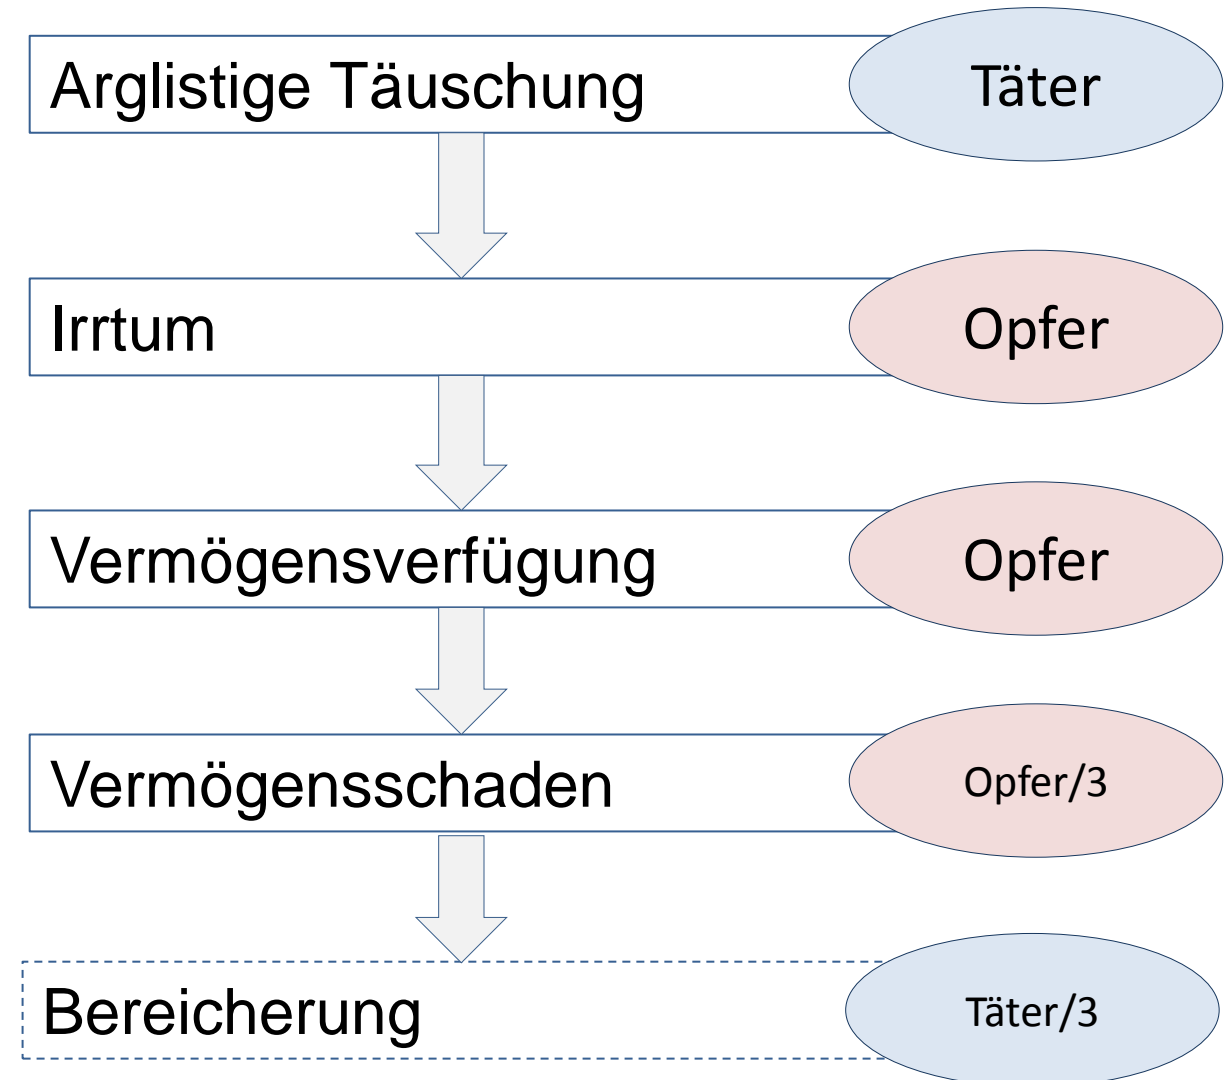 Arglistige Täuschung
Täter
Irrtum
Opfer
Vermögensverfügung
Opfer
Vermögensschaden
Opfer/3
Bereicherung
Täter/3